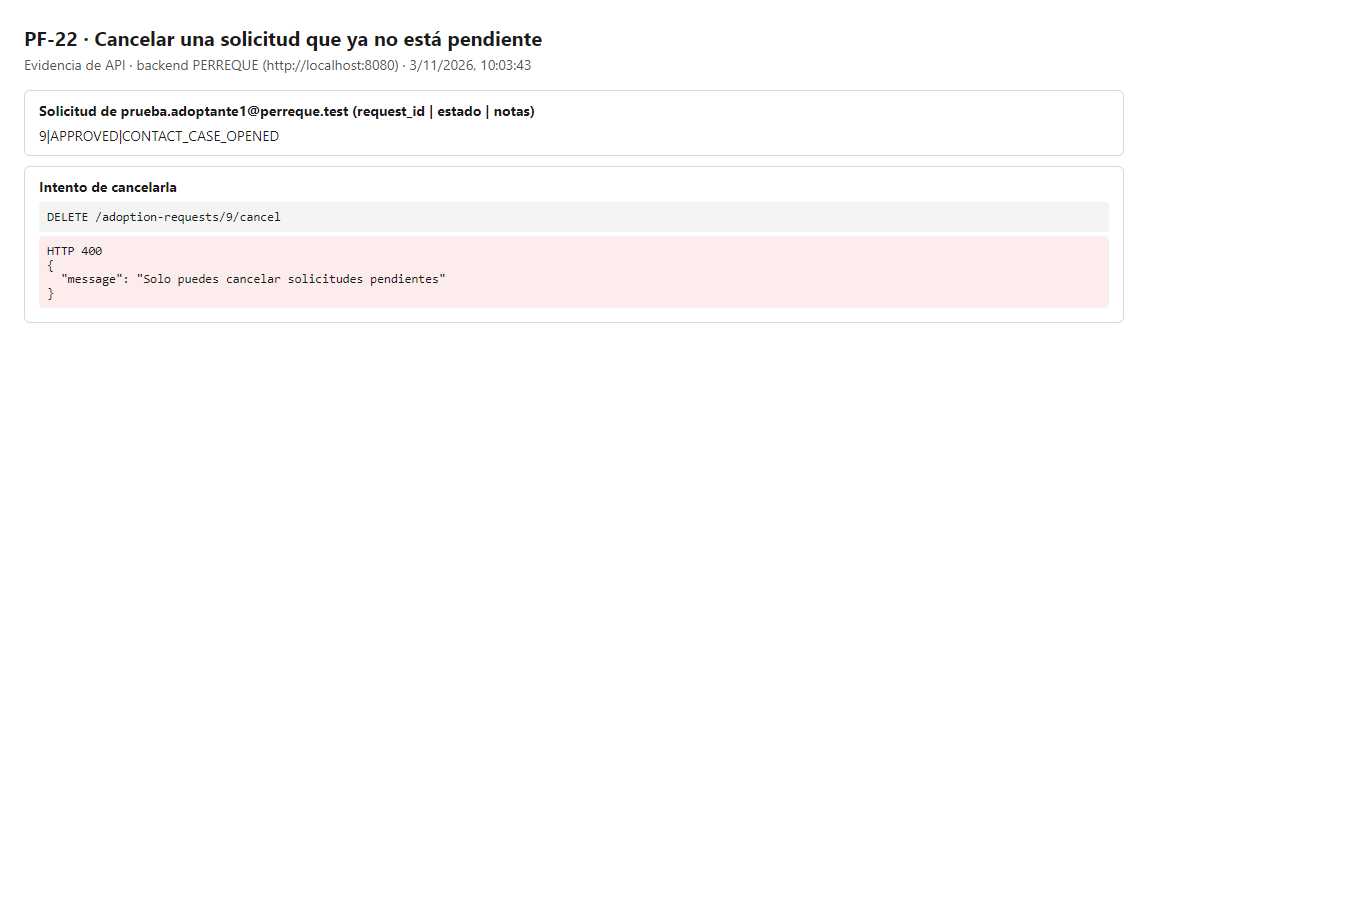 PF-22 · Cancelar una solicitud que ya no está pendiente
Evidencia de API · backend PERREQUE (http://localhost:8080) · 3/11/2026, 10:03:43
Solicitud de prueba.adoptante1@perreque.test (request_id | estado | notas)
9|APPROVED|CONTACT_CASE_OPENED
Intento de cancelarla
DELETE /adoption-requests/9/cancel
HTTP 400
{
  "message": "Solo puedes cancelar solicitudes pendientes"
}